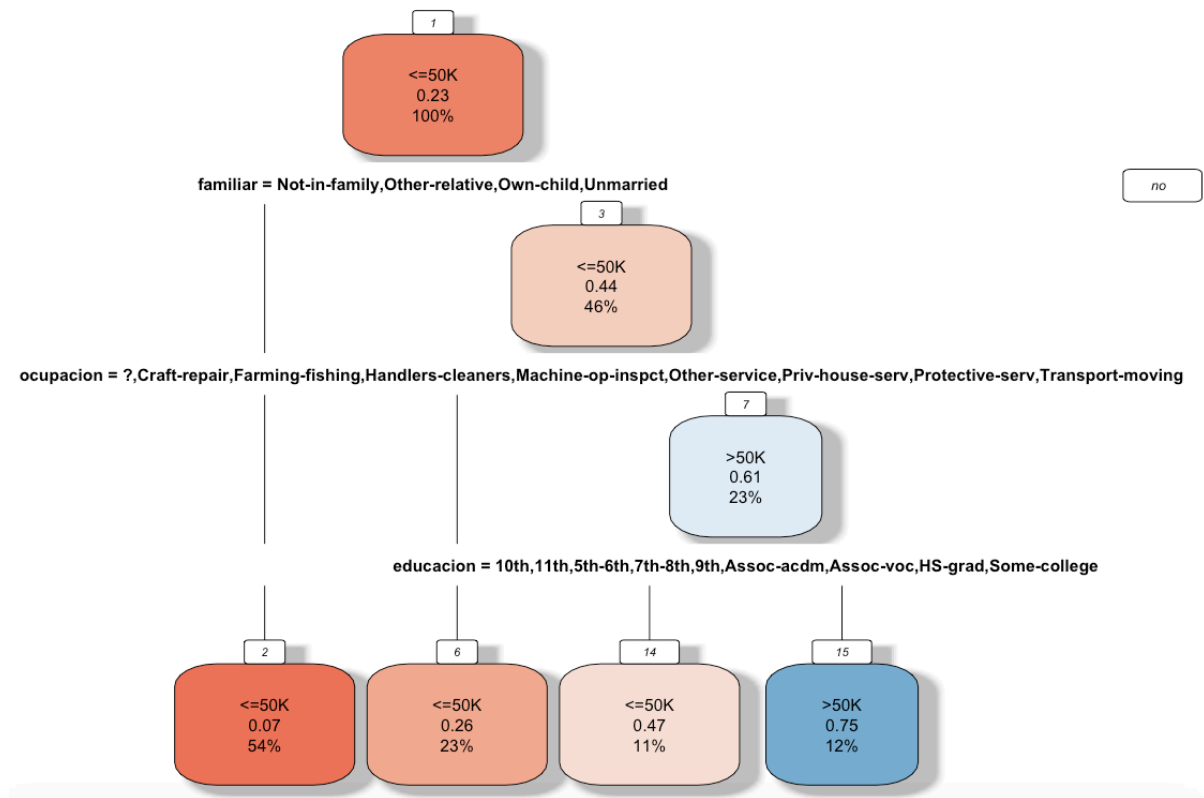 1
<=50K
0.23
100%
familiar = Not-in-family,Other-relative,Own-child,Unmarried
no
3
<=50K
0.44
46%
ocupacion = ?,Craft-repair,Farming-fishing,Handlers-cleaners,Machine-op-inspct,Other-service,Priv-house-serv,Protective-serv,Transport-moving
7
>50K
0.61
23%
educacion = 10th,11th,5th-6th,7th-8th,9th,Assoc-acdm,Assoc-voc,HS-grad,Some-college
2
<=50K
0.07
54%
6
<=50K
0.26
23%
14
<=50K
0.47
11%
15
>50K
0.75
12%